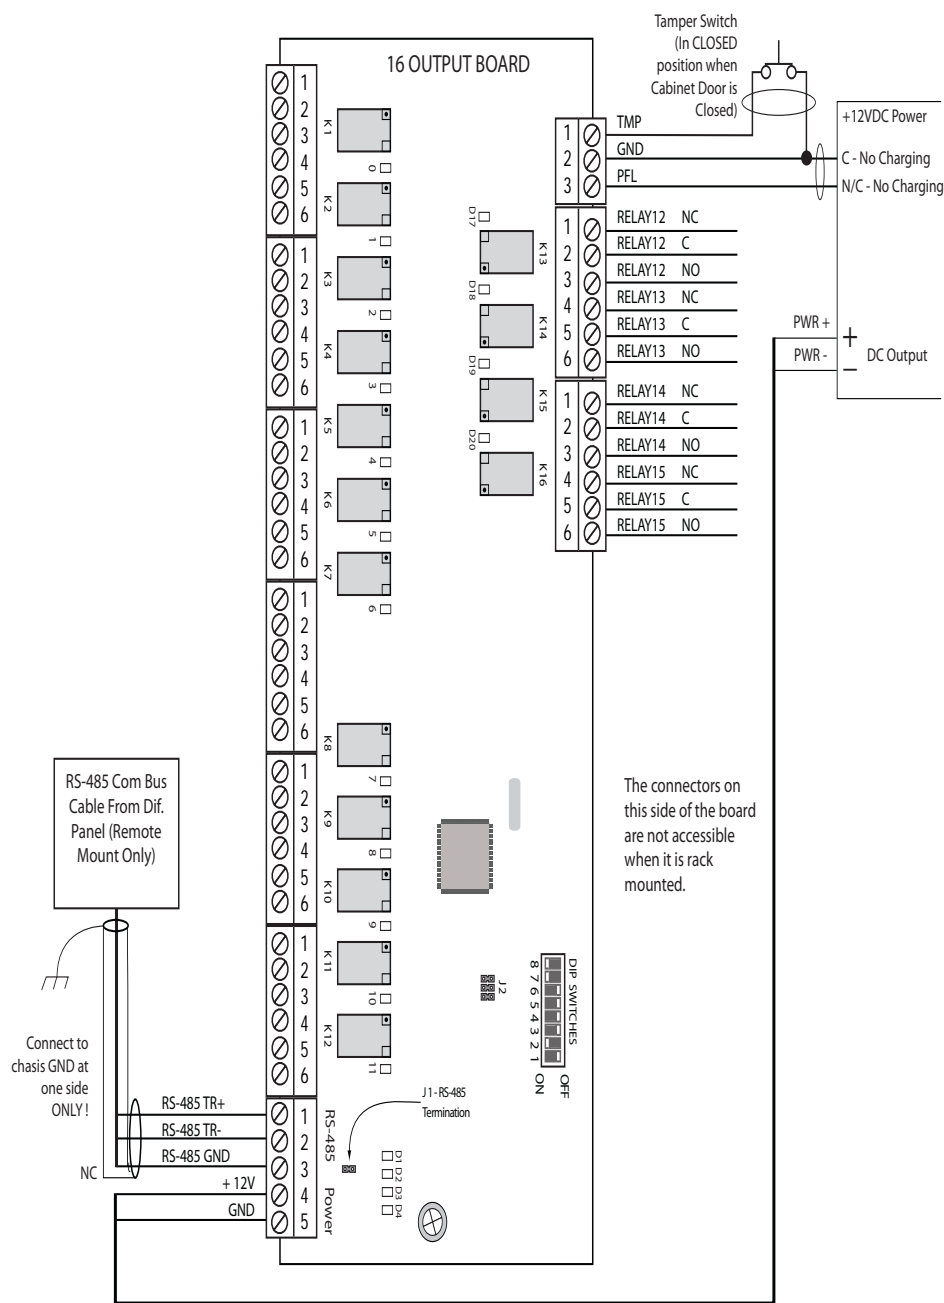 Tamper Switch
(In CLOSED
position when
Cabinet Door is
Closed)
16 OUTPUT BOARD
+12VDC Power
C - No Charging
N/C - No Charging
PWR +
PWR -
+
−
DC Output
1
2
3
4
5
6
1
2
3
4
5
6
1
2
3
4
5
6
1
2
3
4
5
6
1
2
3
4
5
6
1
2
3
4
5
6
1
2
3
4
5
K1
0
K2
1
K3
2
K4
3
K5
4
K6
5
K7
6
K8
7
K9
8
K10
9
K11
10
K12
11
D17
K13
D18
K14
D19
K15
D20
K16
1 TMP
2 GND
3 PFL
1 RELAY12 NC
2 RELAY12 C
3 RELAY12 NO
4 RELAY13 NC
5 RELAY13 C
6 RELAY13 NO
1 RELAY14 NC
2 RELAY14 C
3 RELAY14 NO
4 RELAY15 NC
5 RELAY15 C
6 RELAY15 NO
The connectors on
this side of the board
are not accessible
when it is rack
mounted.
RS-485 Com Bus
Cable From Dif.
Panel (Remote
Mount Only)
Connect to
chasis GND at
one side
ONLY !
NC
RS-485 TR+
RS-485 TR-
RS-485 GND
+ 12V
GND
RS-485
Power
J1 - RS-485
Termination
D1
D2
D3
D4
J2
DIP SWITCHES
8 7 6 5 4 3 2 1
ON
OFF